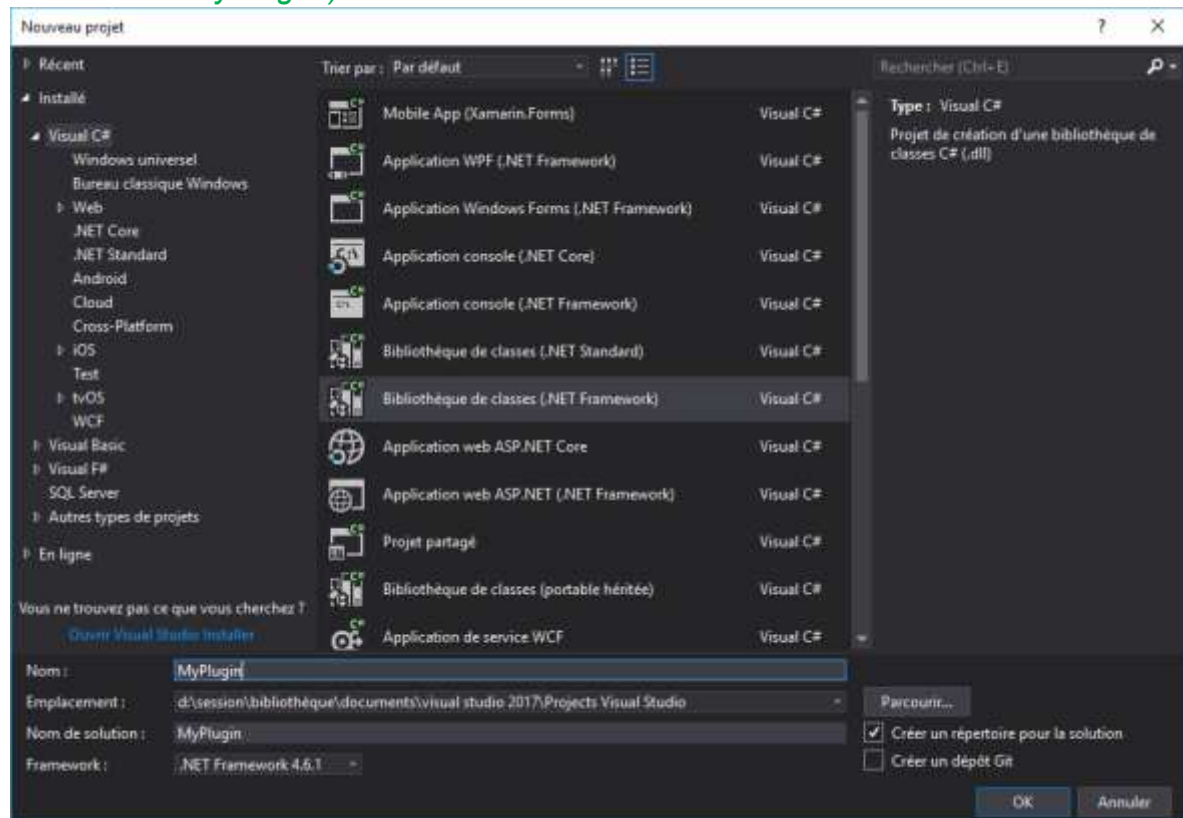 Nouveau projet
? ×
Récent
Installé
Visual C#
Windows universel
Bureau classique Windows
Web
.NET Core
.NET Standard
Android
Cloud
Cross-Platform
iOS
Test
tvOS
WCF
Visual Basic
Visual F#
SQL Server
Autres types de projets
En ligne
Vous ne trouvez pas ce que vous cherchez ?
Ouvrir Visual Studio Installer
Trier par : Par défaut
Mobile App (Xamarin.Forms) Visual C#
Application WPF (.NET Framework) Visual C#
Application Windows Forms (.NET Framework) Visual C#
Application console (.NET Core) Visual C#
Application console (.NET Framework) Visual C#
Bibliothèque de classes (.NET Standard) Visual C#
Bibliothèque de classes (.NET Framework) Visual C#
Application web ASP.NET Core Visual C#
Application web ASP.NET (.NET Framework) Visual C#
Projet partagé Visual C#
Bibliothèque de classes (portable héritée) Visual C#
Application de service WCF Visual C#
Rechercher (Ctrl+E)
Type : Visual C#
Projet de création d'une bibliothèque de
classes C# (.dll)
Nom : MyPlugin
Emplacement : d:\session\bibliothèque\documents\visual studio 2017\Projects Visual Studio
Parcourir...
Nom de solution : MyPlugin
Créer un répertoire pour la solution
Framework : .NET Framework 4.6.1
Créer un dépôt Git
OK Annuler